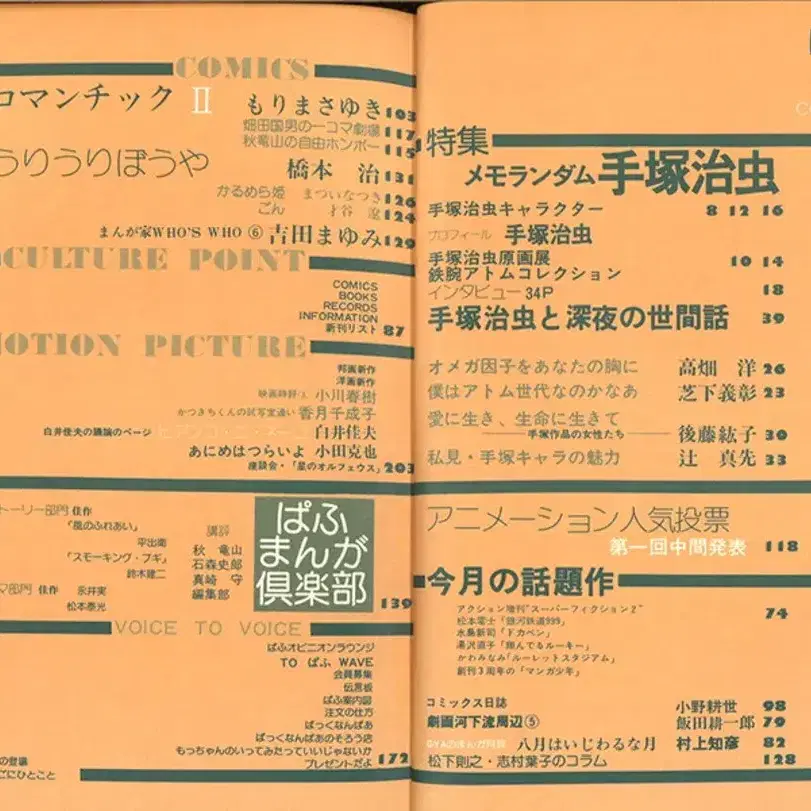 COMICS
コマンチック Ⅱ
もりまさゆき 103
畑田国男の一コマ劇場 117
秋竜山の自由ホンポー 115
うりうりぼうや
橋本 治 131
かるめら姫 まついなつき 126
ごん 才谷 遼 124
まんが家WHO'S WHO ⑥ 吉田まゆみ 129
CULTURE POINT
COMICS
BOOKS
RECORDS
INFORMATION
新刊リスト 87
OTION PICTURE
邦画新作
洋画新作
映画時評 小川春樹
かつきちくんの試写室通い 香月千成子
白井佳夫の議論のページ
白井佳夫
あにめはつらいよ 小田克也
座談会・「星のオルフェウス」 203
トーリー部門 佳作
「風のふれあい」
平出衛
「スモーキング・ブギ」
鈴木建二
マ部門 佳作 永井実
松本泰光
講評
秋 竜山
石森史郎
真崎 守
編集部
ぱふ
まんが
倶楽部
139
VOICE TO VOICE
ぱふオピニオンラウンジ
TO ぱふ WAVE
会員募集
伝言板
ぱふ案内図
注文の仕方
ぱっくなんばあ
ぱっくなんばあのそろう店
もっちゃんのいってみたっていいじゃないか
プレゼントだよ 172
の登場
ごにひとこと
特集
メモランダム 手塚治虫
手塚治虫キャラクター 8 12 16
プロフィール 手塚治虫
手塚治虫原画展 10 14
鉄腕アトムコレクション
インタビュー 34P 18
手塚治虫と深夜の世間話 39
オメガ因子をあなたの胸に 高畑 洋 26
僕はアトム世代なのかなあ 芝下義彰 23
愛に生き、生命に生きて
手塚作品の女性たち 後藤紘子 30
私見・手塚キャラの魅力 辻 真先 33
アニメーション人気投票
第一回中間発表 118
今月の話題作
アクション増刊“スーパーフィクション2”
松本零士「銀河鉄道999」 74
水島新司「ドカベン」
湯沢直子「翔んでるルーキー」
かわみなみ「ルーレットスタジアム」
創刊3周年の「マンガ少年」
コミックス日誌 小野耕世 98
劇画河下流周辺⑤ 飯田耕一郎 79
八月はいじわるな月 村上知彦 82
松下則之・志村葉子のコラム 128